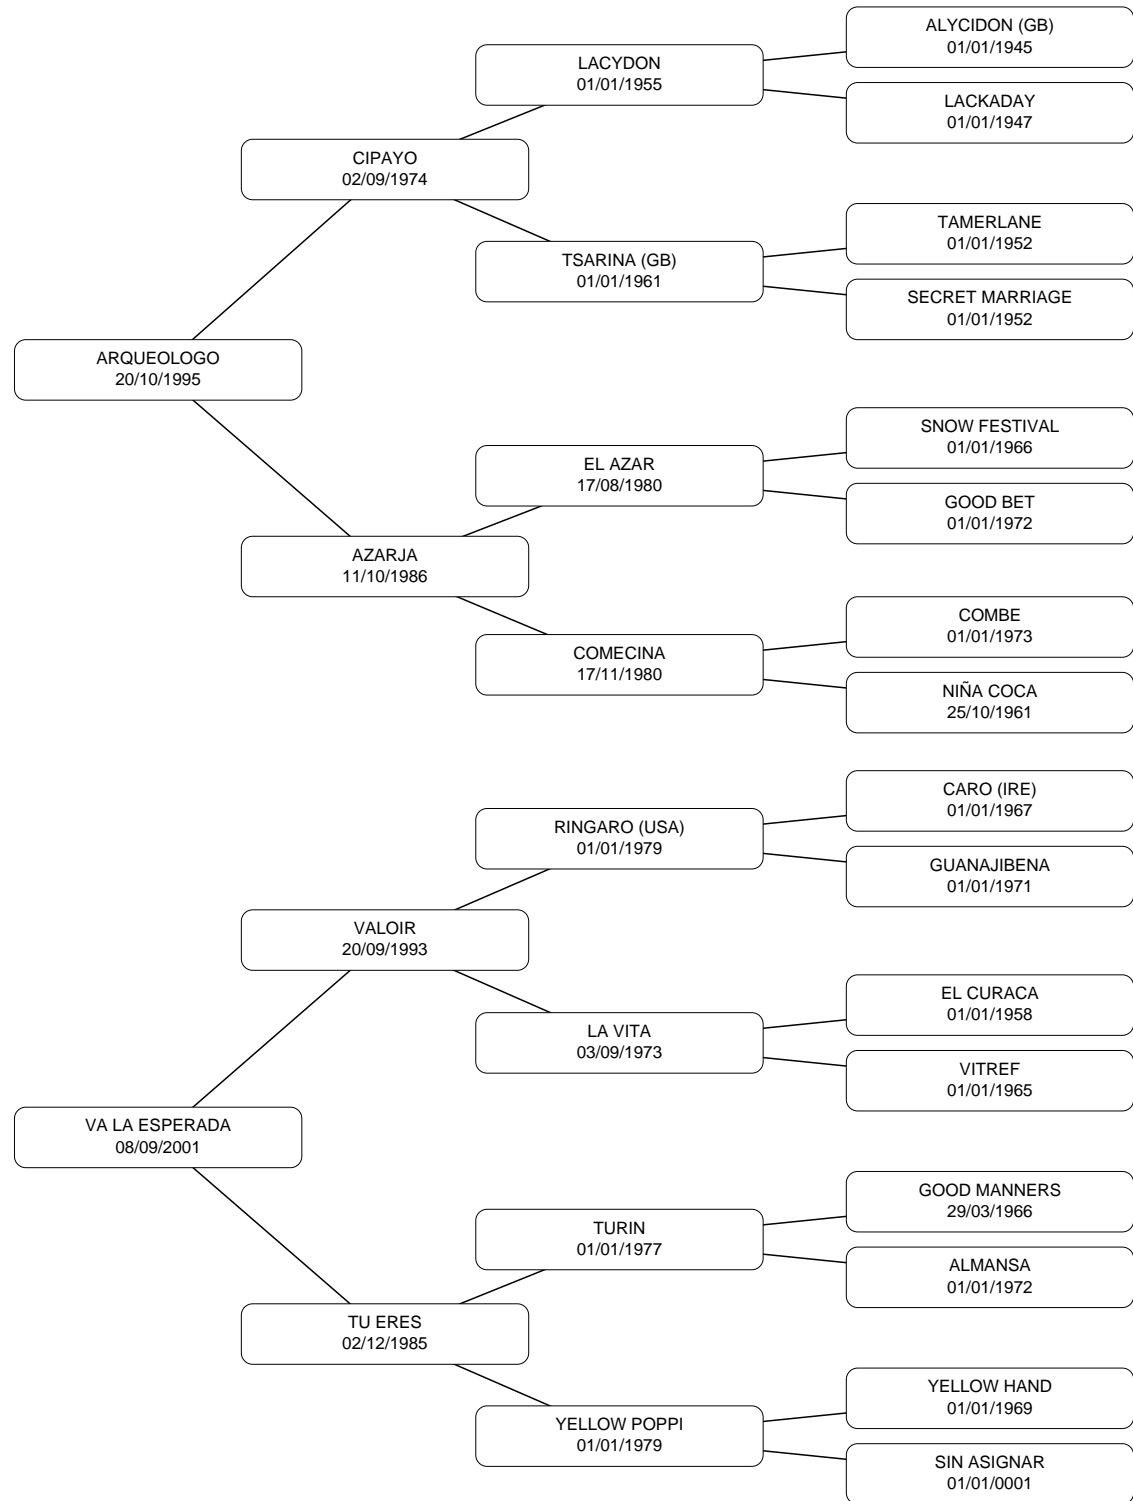 ALYCIDON (GB)
01/01/1945
LACYDON
01/01/1955
LACKADAY
01/01/1947
CIPAYO
02/09/1974
TAMERLANE
01/01/1952
TSARINA (GB)
01/01/1961
SECRET MARRIAGE
01/01/1952
ARQUEOLOGO
20/10/1995
SNOW FESTIVAL
01/01/1966
EL AZAR
17/08/1980
GOOD BET
01/01/1972
AZARJA
11/10/1986
COMBE
01/01/1973
COMECINA
17/11/1980
NIÑA COCA
25/10/1961
CARO (IRE)
01/01/1967
RINGARO (USA)
01/01/1979
GUANAJIBENA
01/01/1971
VALOIR
20/09/1993
EL CURACA
01/01/1958
LA VITA
03/09/1973
VITREF
01/01/1965
VA LA ESPERADA
08/09/2001
GOOD MANNERS
29/03/1966
TURIN
01/01/1977
ALMANSA
01/01/1972
TU ERES
02/12/1985
YELLOW HAND
01/01/1969
YELLOW POPPI
01/01/1979
SIN ASIGNAR
01/01/0001